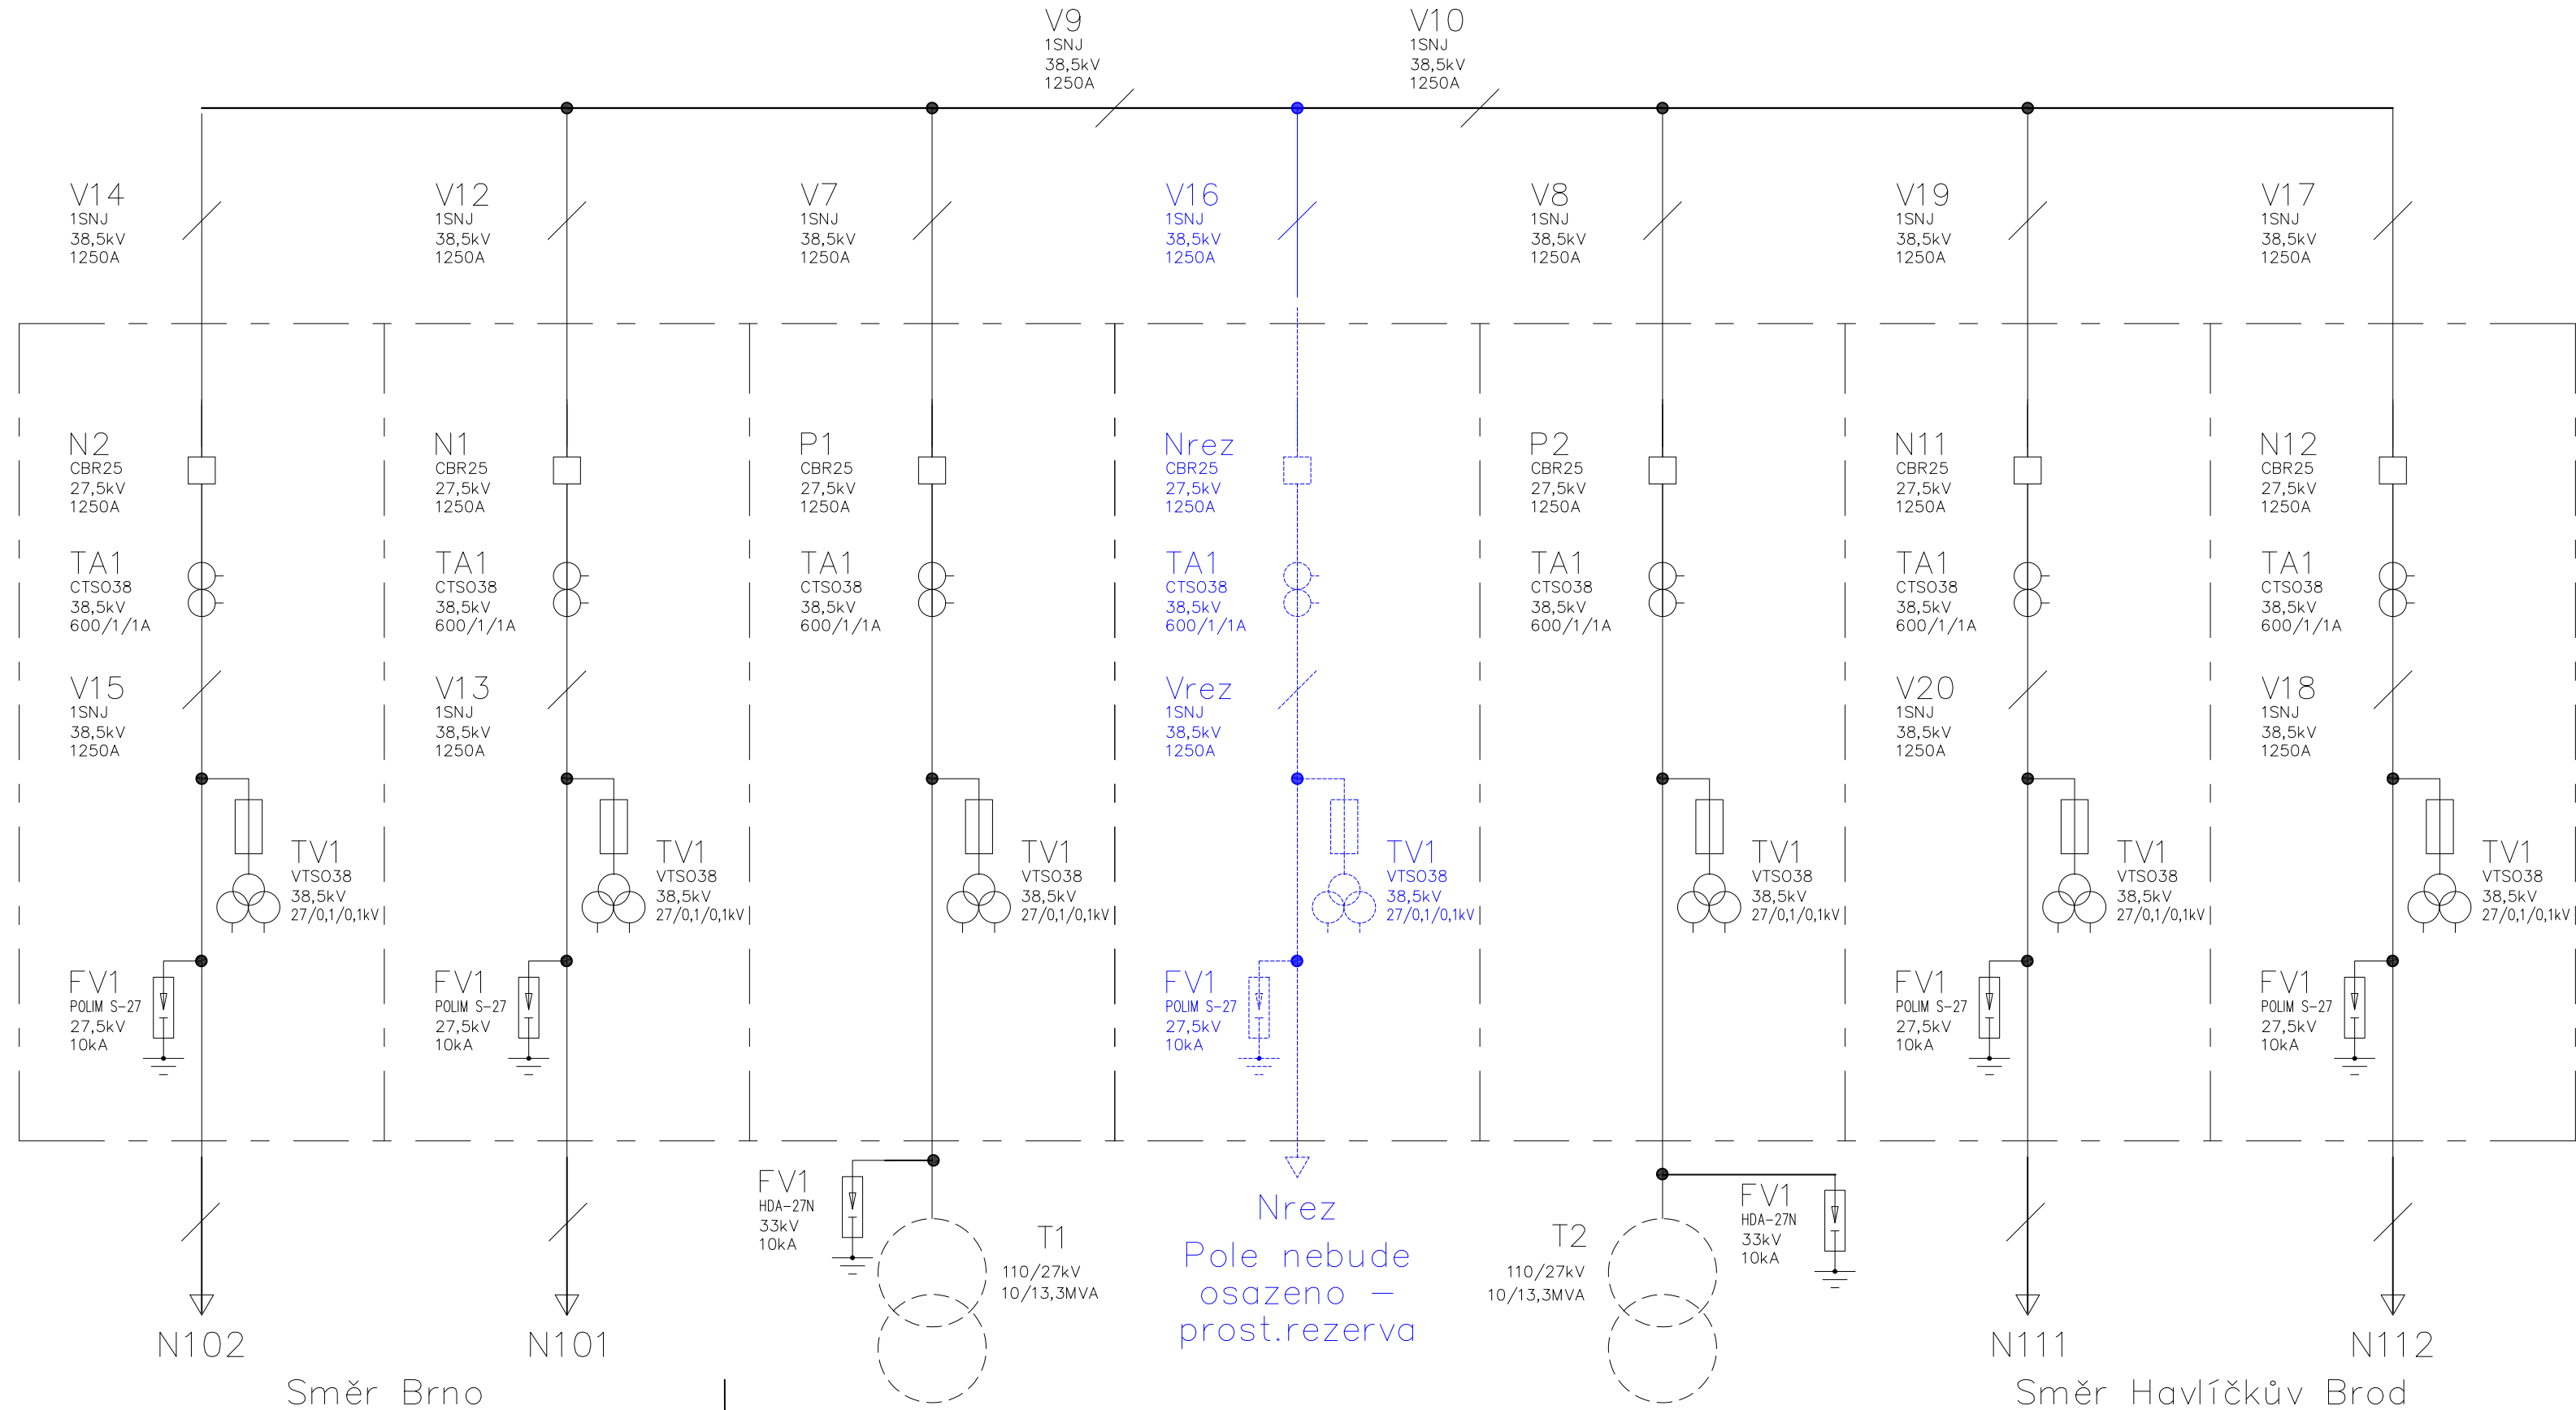 V9
1SNJ
38,5kV
1250A
V10
1SNJ
38,5kV
1250A
V14
1SNJ
38,5kV
1250A
V12
1SNJ
38,5kV
1250A
V7
1SNJ
38,5kV
1250A
V16
1SNJ
38,5kV
1250A
V8
1SNJ
38,5kV
1250A
V19
1SNJ
38,5kV
1250A
V17
1SNJ
38,5kV
1250A
N2
CBR25
27,5kV
1250A
N1
CBR25
27,5kV
1250A
P1
CBR25
27,5kV
1250A
Nrez
CBR25
27,5kV
1250A
P2
CBR25
27,5kV
1250A
N11
CBR25
27,5kV
1250A
N12
CBR25
27,5kV
1250A
TA1
CTSO38
38,5kV
600/1/1A
TA1
CTSO38
38,5kV
600/1/1A
TA1
CTSO38
38,5kV
600/1/1A
TA1
CTSO38
38,5kV
600/1/1A
TA1
CTSO38
38,5kV
600/1/1A
TA1
CTSO38
38,5kV
600/1/1A
TA1
CTSO38
38,5kV
600/1/1A
V15
1SNJ
38,5kV
1250A
V13
1SNJ
38,5kV
1250A
Vrez
1SNJ
38,5kV
1250A
V20
1SNJ
38,5kV
1250A
V18
1SNJ
38,5kV
1250A
TV1
VTSO38
38,5kV
27/0,1/0,1kV
TV1
VTSO38
38,5kV
27/0,1/0,1kV
TV1
VTSO38
38,5kV
27/0,1/0,1kV
TV1
VTSO38
38,5kV
27/0,1/0,1kV
TV1
VTSO38
38,5kV
27/0,1/0,1kV
TV1
VTSO38
38,5kV
27/0,1/0,1kV
TV1
VTSO38
38,5kV
27/0,1/0,1kV
FV1
POLIM S-27
27,5kV
10kA
FV1
POLIM S-27
27,5kV
10kA
FV1
POLIM S-27
27,5kV
10kA
FV1
POLIM S-27
27,5kV
10kA
FV1
POLIM S-27
27,5kV
10kA
FV1
HDA-27N
33kV
10kA
T1
110/27kV
10/13,3MVA
Nrez
Pole nebude
osazeno –
prost.rezerva
T2
110/27kV
10/13,3MVA
FV1
HDA-27N
33kV
10kA
N102
N101
N111
N112
Směr Brno
Směr Havlíčkův Brod